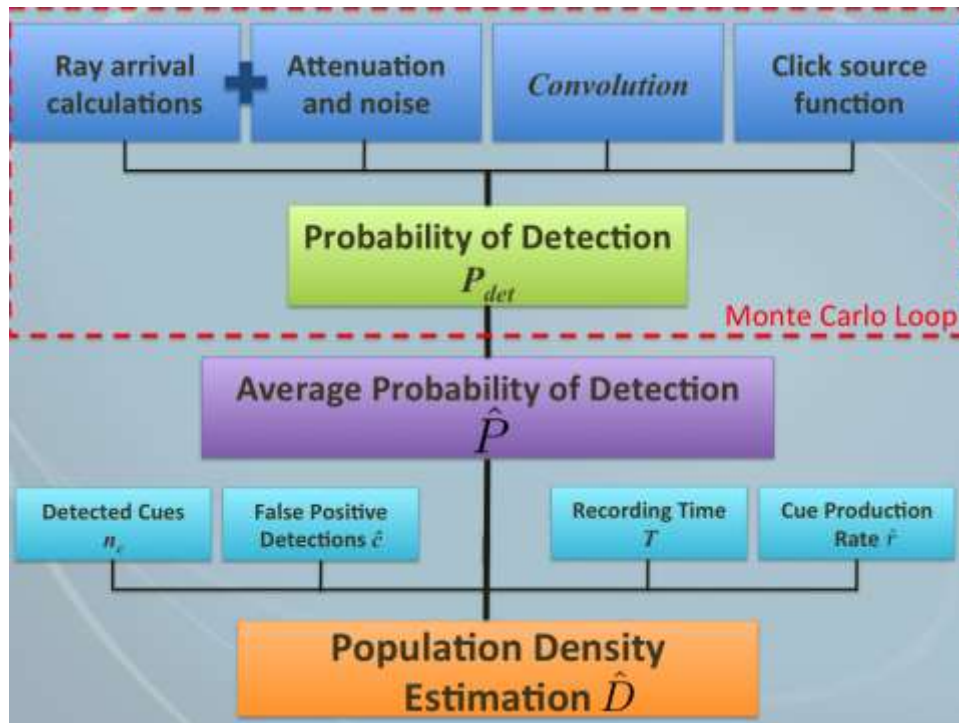 Ray arrival
calculations
Attenuation
and noise
Convolution
Click source
function
Probability of Detection
P_det
Monte Carlo Loop
Average Probability of Detection
P̂
Detected Cues
n_c
False Positive
Detections ĉ
Recording Time
T
Cue Production
Rate r̂
Population Density
Estimation D̂